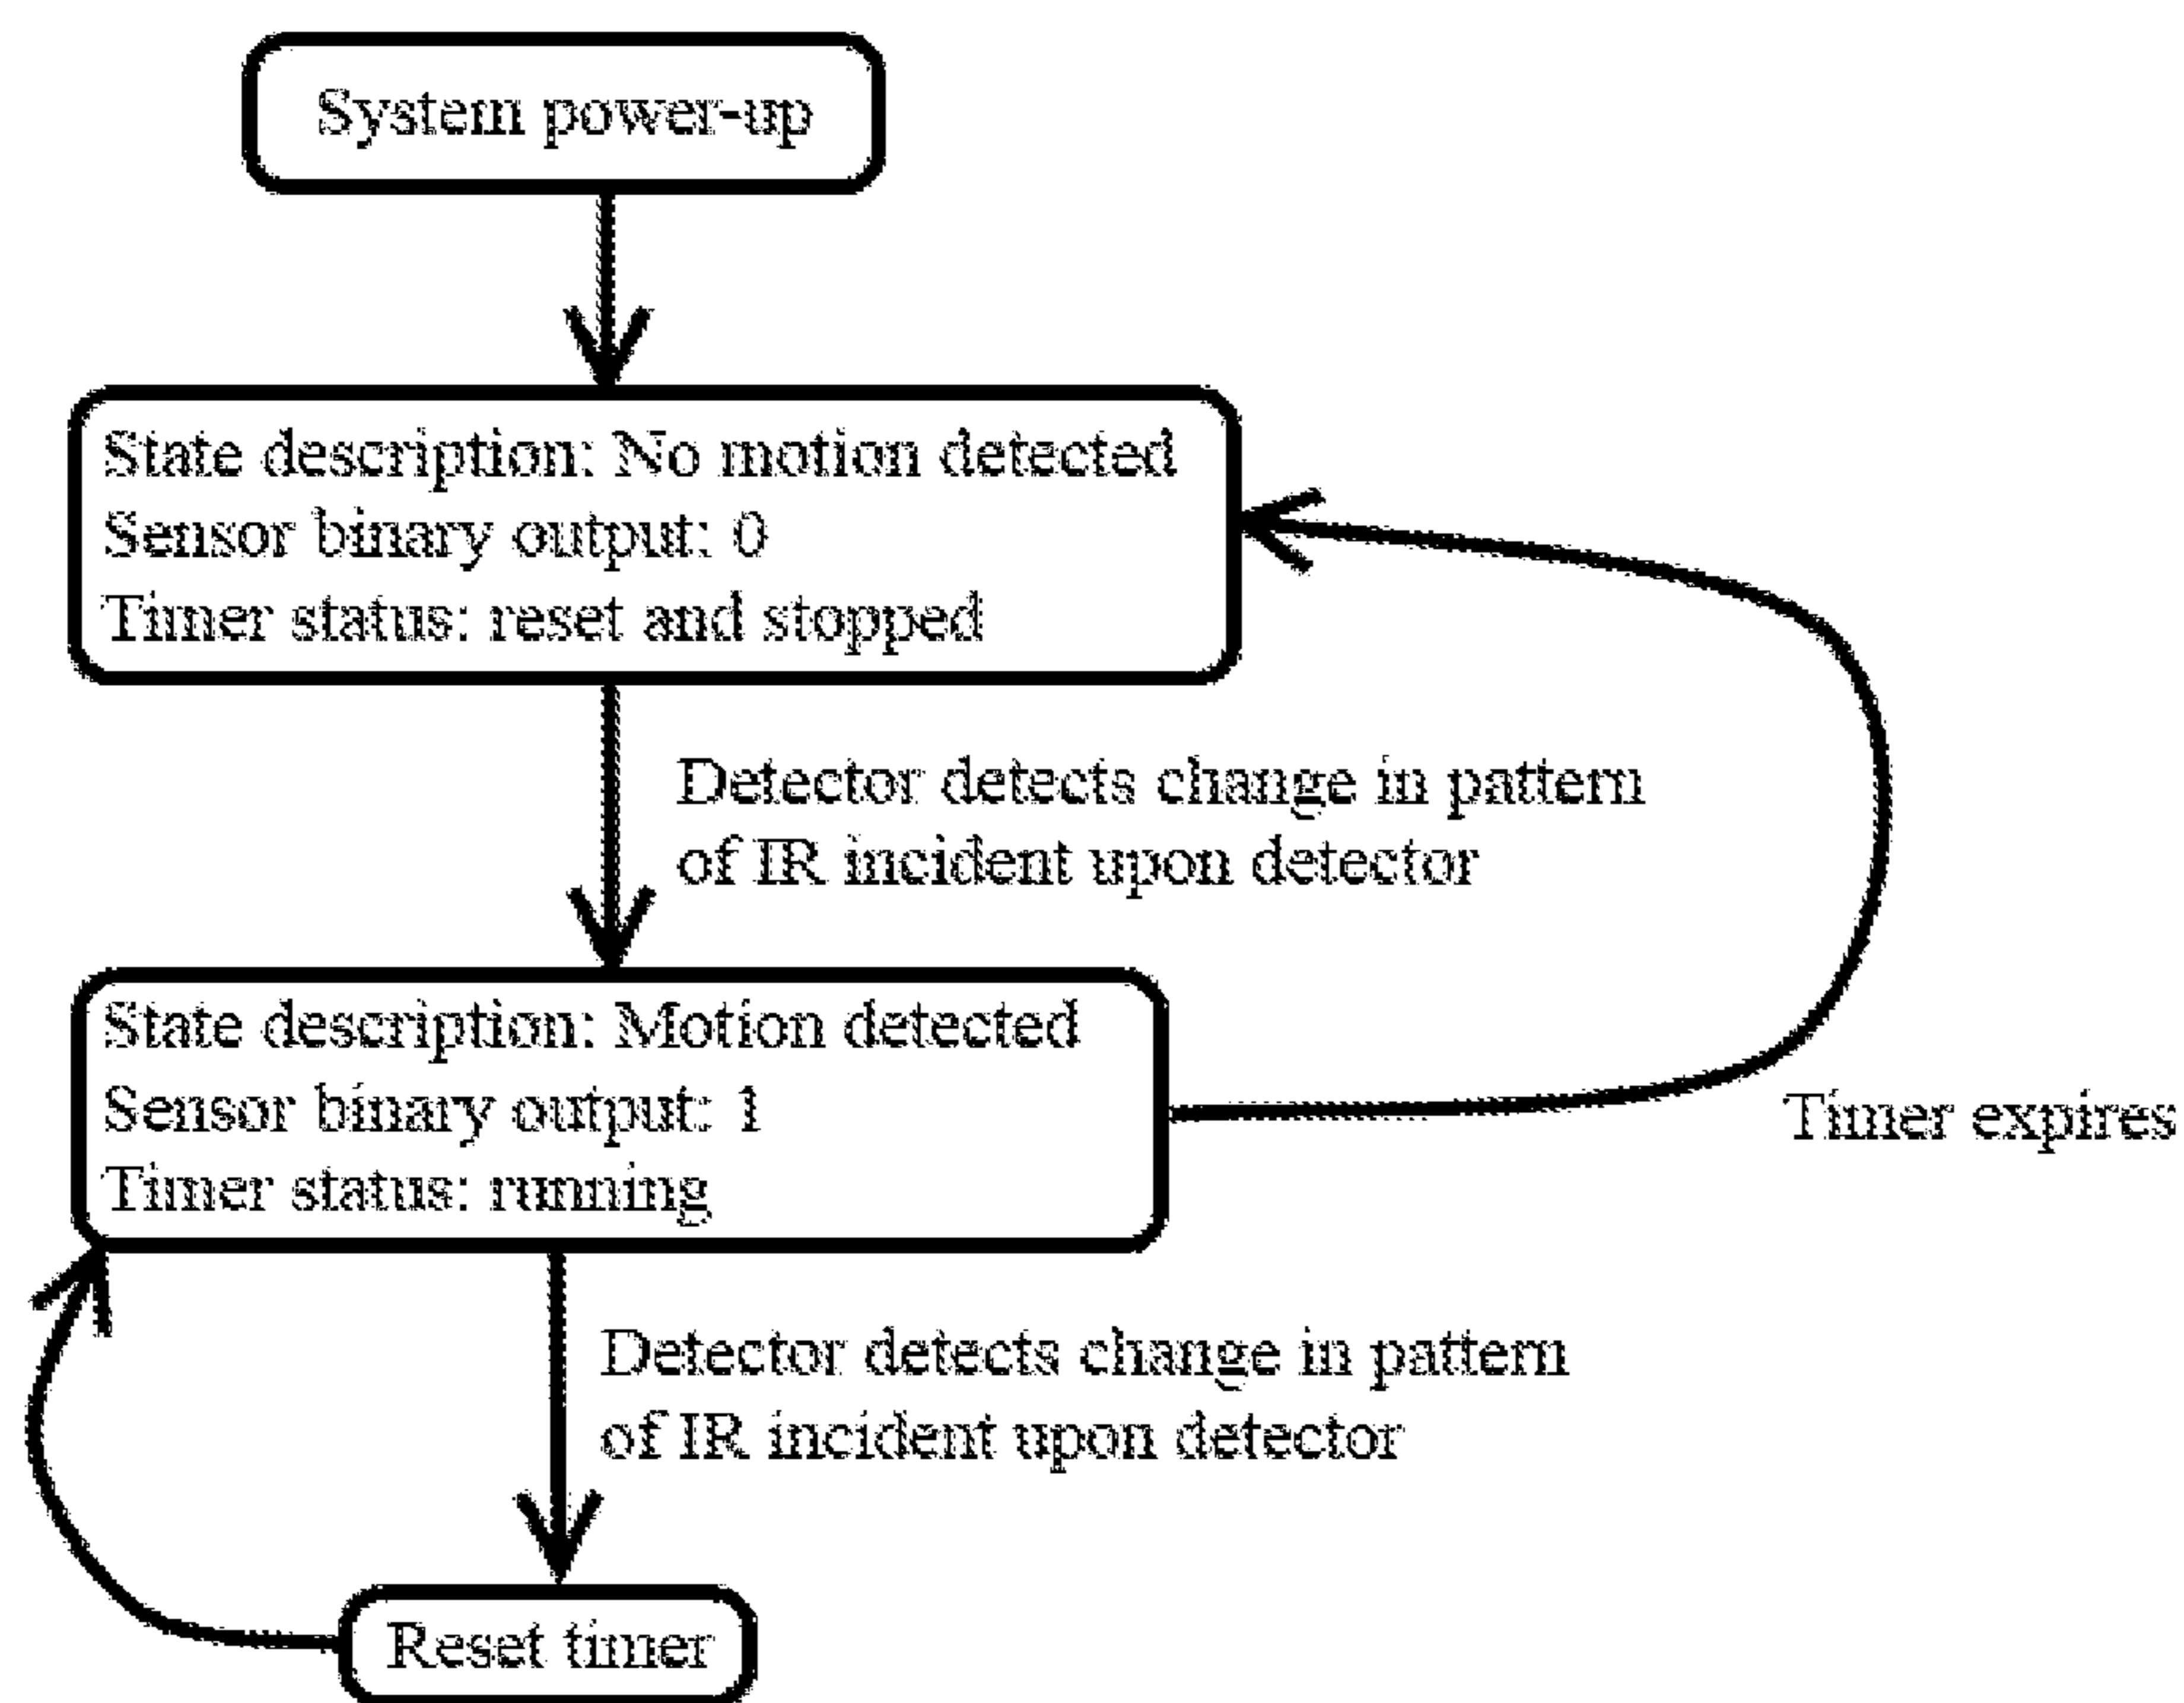 System power-up
State description: No motion detected
Sensor binary output: 0
Timer status: reset and stopped
Detector detects change in pattern
of IR incident upon detector
State description: Motion detected
Sensor binary output: 1
Timer status: running
Timer expires
Detector detects change in pattern
of IR incident upon detector
Reset timer